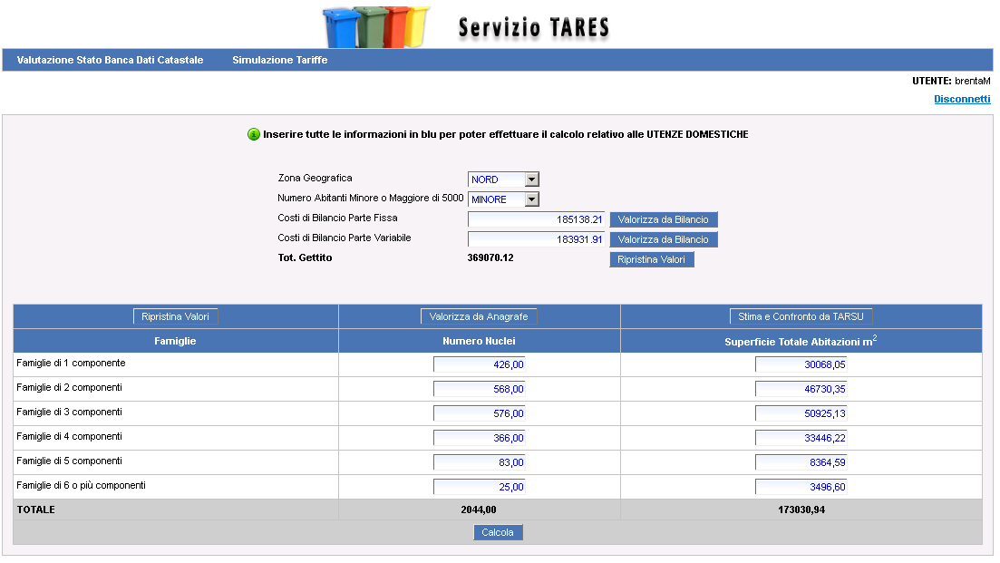 Servizio TARES
Valutazione Stato Banca Dati Catastale Simulazione Tariffe
UTENTE: brentaM
Disconnetti
Inserire tutte le informazioni in blu per poter effettuare il calcolo relativo alle UTENZE DOMESTICHE
Zona Geografica NORD
Numero Abitanti Minore o Maggiore di 5000 MINORE
Costi di Bilancio Parte Fissa 185138.21 Valorizza da Bilancio
Costi di Bilancio Parte Variabile 183931.91 Valorizza da Bilancio
Tot. Gettito 369070.12 Ripristina Valori
Ripristina Valori Valorizza da Anagrafe Stima e Confronto da TARSU
Famiglie Numero Nuclei Superficie Totale Abitazioni m²
Famiglie di 1 componente 426,00 30068,05
Famiglie di 2 componenti 568,00 46730,35
Famiglie di 3 componenti 576,00 50925,13
Famiglie di 4 componenti 366,00 33446,22
Famiglie di 5 componenti 83,00 8364,59
Famiglie di 6 o più componenti 25,00 3496,60
TOTALE 2044,00 173030,94
Calcola